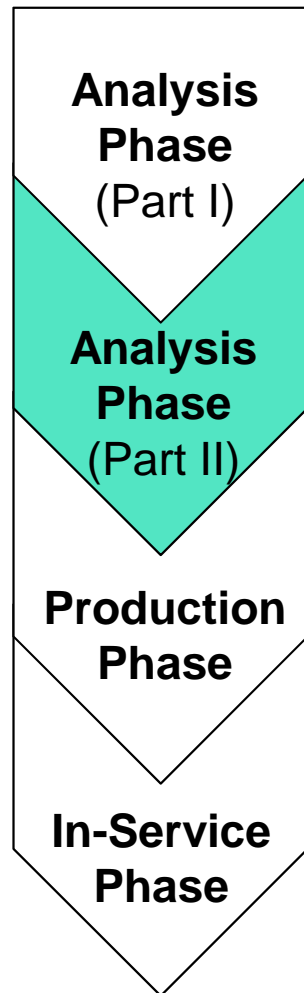 Analysis
Phase
(Part I)
Analysis
Phase
(Part II)
Production
Phase
In-Service
Phase